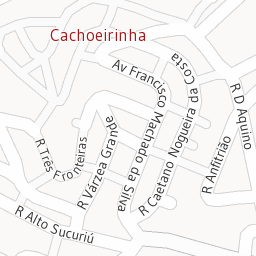 Cachoeirinha
Av Francisco Machado da Silva
R Caetano Nogueira da Costa
R D Aquino
R Anfitrião
R Três Fronteiras
R Várzea Grande
R Alto Sucuriú